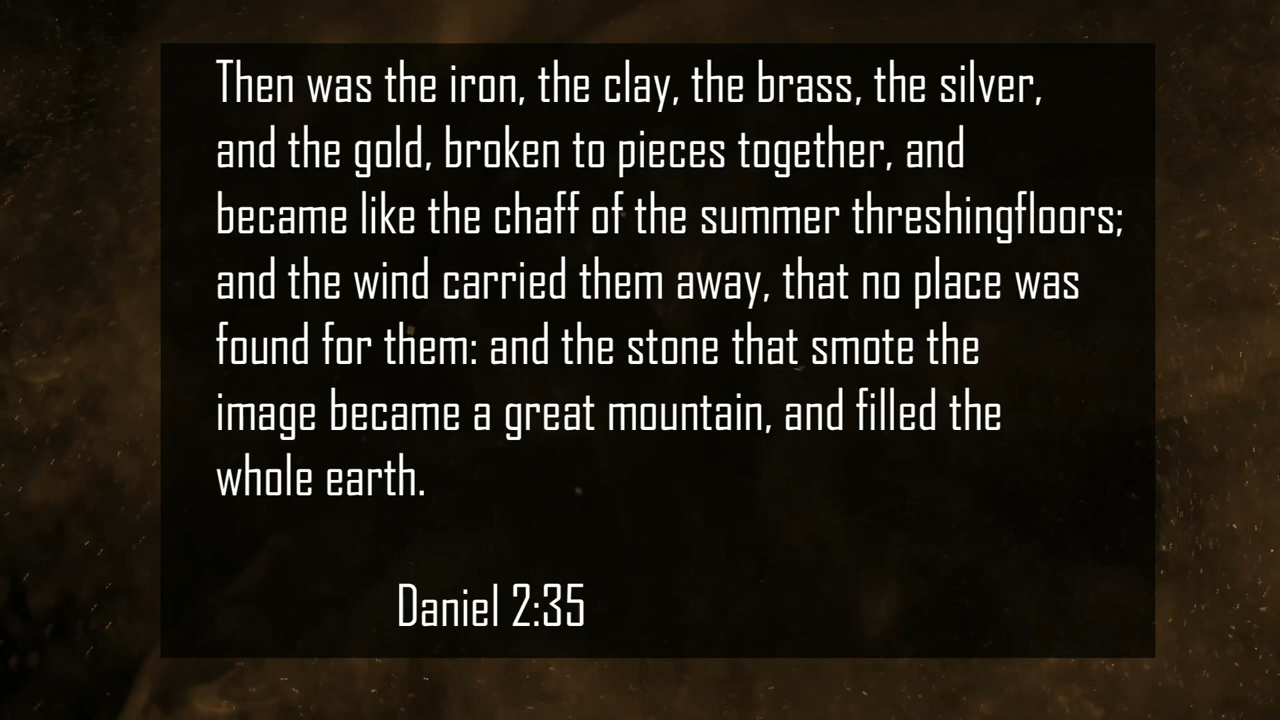 Then was the iron, the clay, the brass, the silver,
and the gold, broken to pieces together, and
became like the chaff of the summer threshingfloors;
and the wind carried them away, that no place was
found for them: and the stone that smote the
image became a great mountain, and filled the
whole earth.
Daniel 2:35